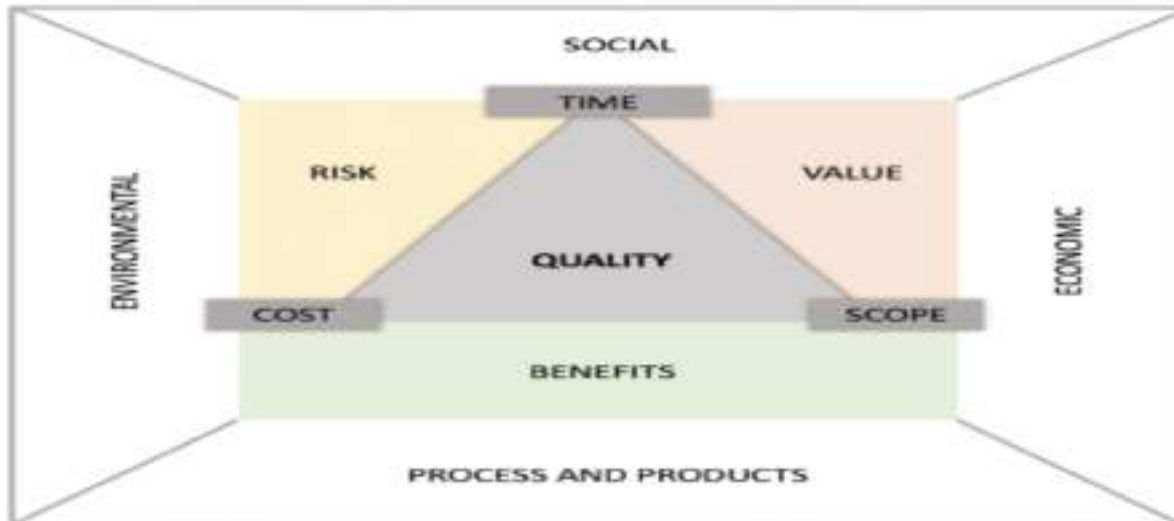 SOCIAL
TIME
RISK
VALUE
ENVIRONMENTAL
ECONOMIC
QUALITY
COST
SCOPE
BENEFITS
PROCESS AND PRODUCTS